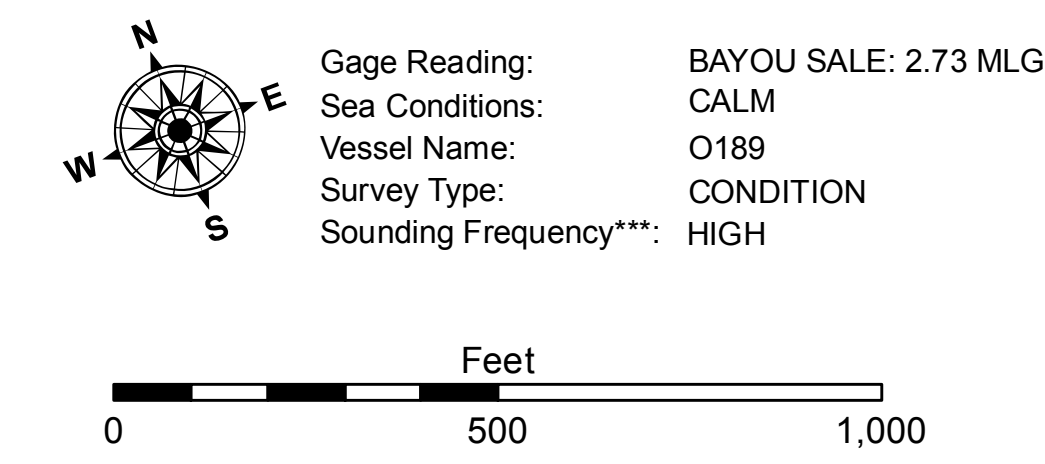 N
E
W
S
Gage Reading: BAYOU SALE: 2.73 MLG
Sea Conditions: CALM
Vessel Name: O189
Survey Type: CONDITION
Sounding Frequency***: HIGH
Feet
0 500 1,000